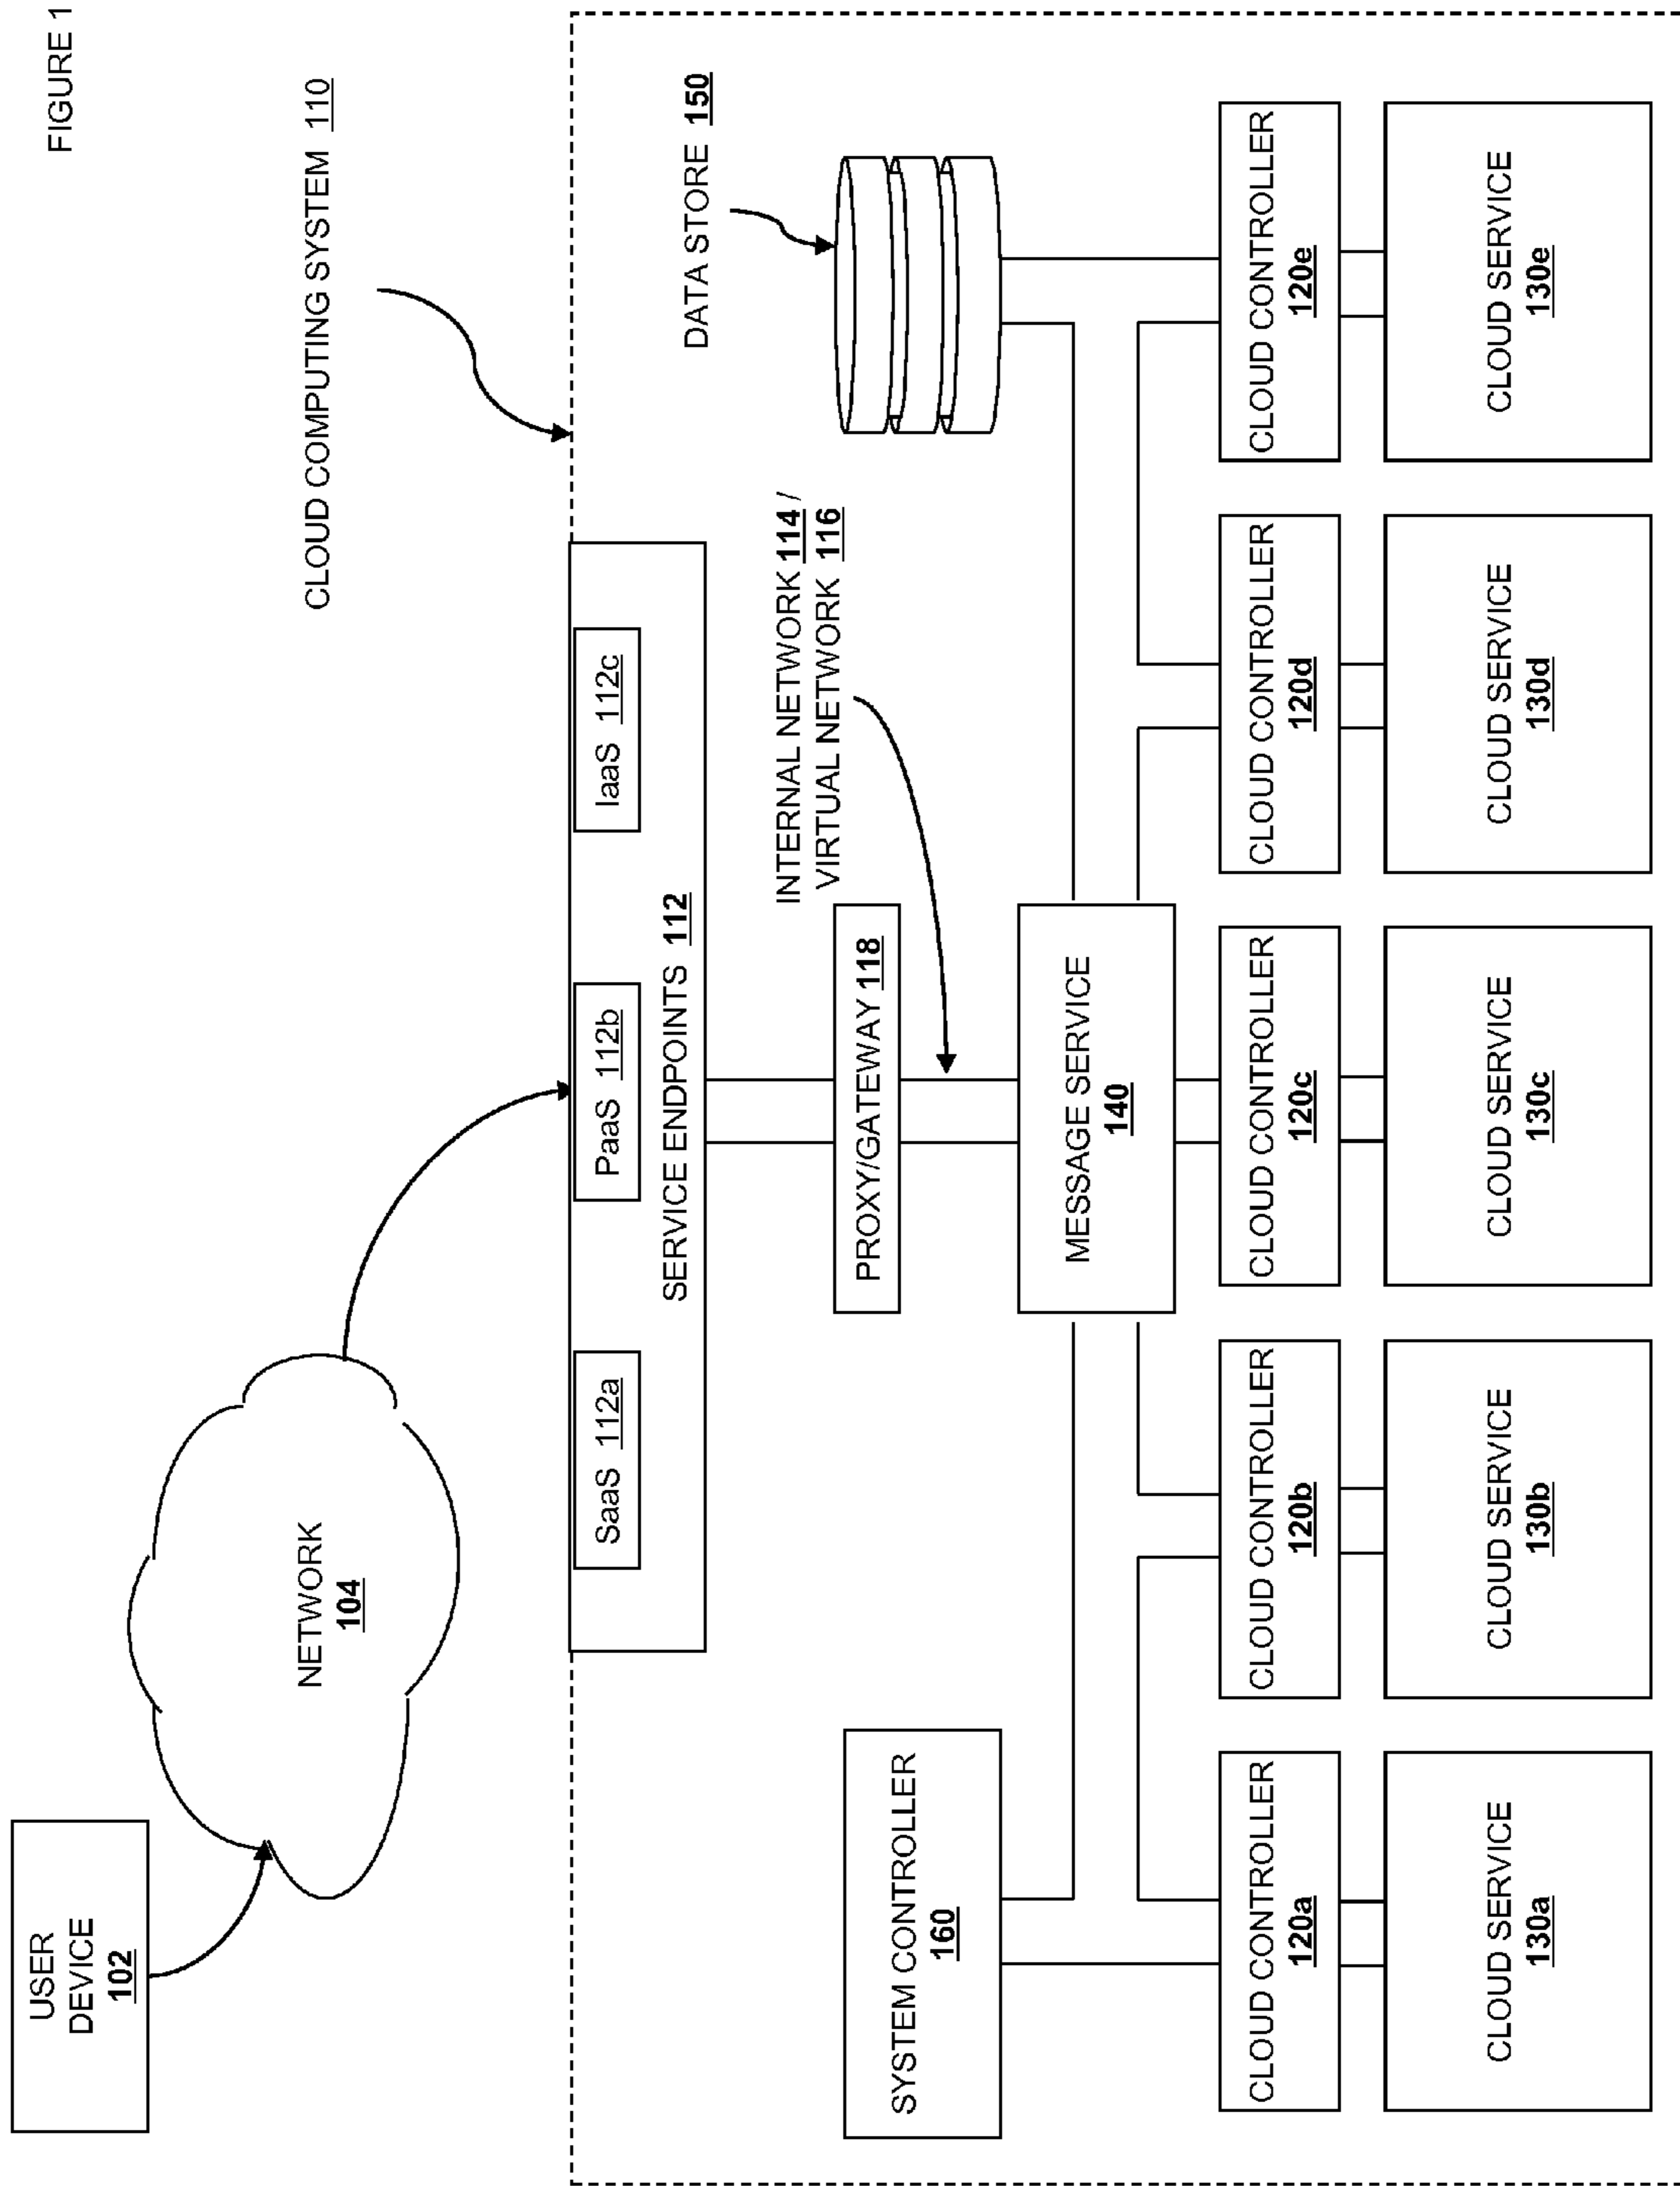 FIGURE 1
USER
DEVICE
102
NETWORK
104
CLOUD COMPUTING SYSTEM 110
SaaS 112a
PaaS 112b
IaaS 112c
SERVICE ENDPOINTS 112
DATA STORE 150
INTERNAL NETWORK 114 /
VIRTUAL NETWORK 116
SYSTEM CONTROLLER
160
PROXY/GATEWAY 118
MESSAGE SERVICE
140
CLOUD CONTROLLER
120a
CLOUD CONTROLLER
120b
CLOUD CONTROLLER
120c
CLOUD CONTROLLER
120d
CLOUD CONTROLLER
120e
CLOUD SERVICE
130a
CLOUD SERVICE
130b
CLOUD SERVICE
130c
CLOUD SERVICE
130d
CLOUD SERVICE
130e